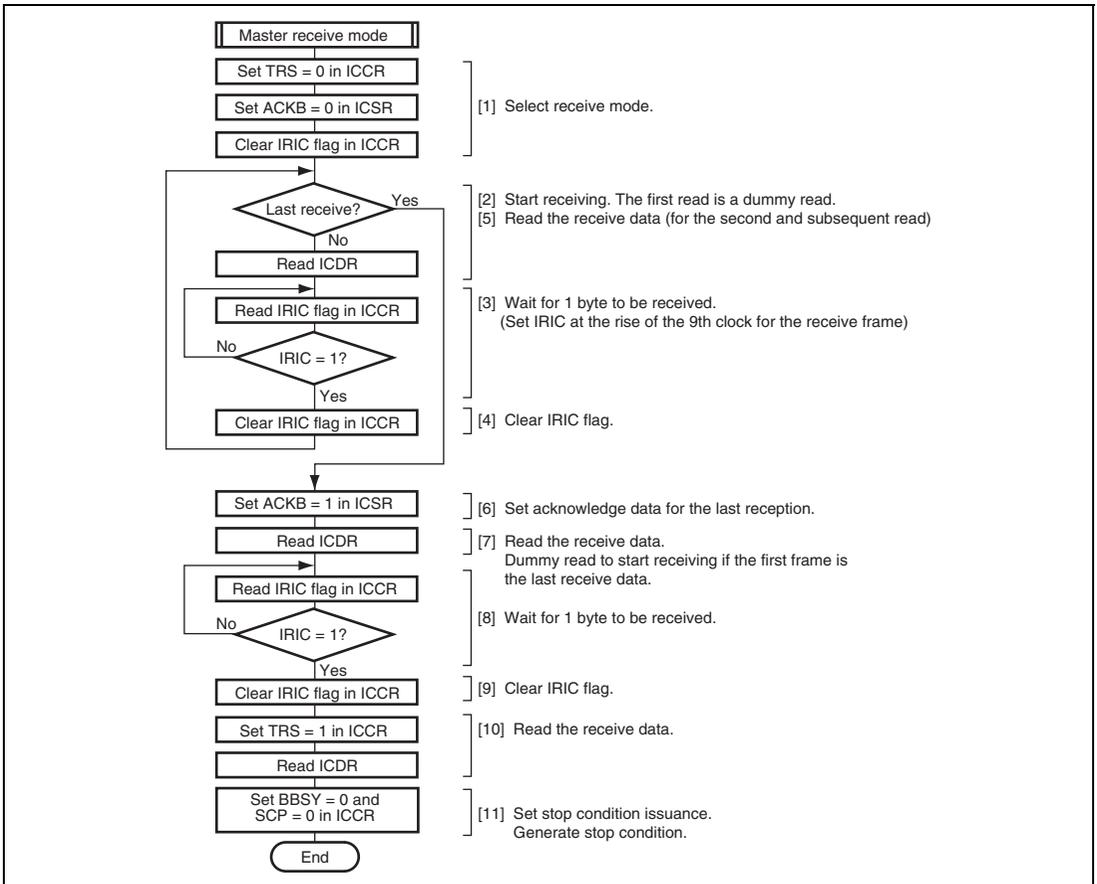 Master receive mode
Set TRS = 0 in ICCR
Set ACKB = 0 in ICSR
[1] Select receive mode.
Clear IRIC flag in ICCR
Last receive?
Yes
No
[2] Start receiving. The first read is a dummy read.
[5] Read the receive data (for the second and subsequent read)
Read ICDR
Read IRIC flag in ICCR
[3] Wait for 1 byte to be received.
(Set IRIC at the rise of the 9th clock for the receive frame)
No
IRIC = 1?
Yes
Clear IRIC flag in ICCR
[4] Clear IRIC flag.
Set ACKB = 1 in ICSR
[6] Set acknowledge data for the last reception.
Read ICDR
[7] Read the receive data.
Dummy read to start receiving if the first frame is
the last receive data.
Read IRIC flag in ICCR
[8] Wait for 1 byte to be received.
No
IRIC = 1?
Yes
Clear IRIC flag in ICCR
[9] Clear IRIC flag.
Set TRS = 1 in ICCR
[10] Read the receive data.
Read ICDR
Set BBSY = 0 and
SCP = 0 in ICCR
[11] Set stop condition issuance.
Generate stop condition.
End